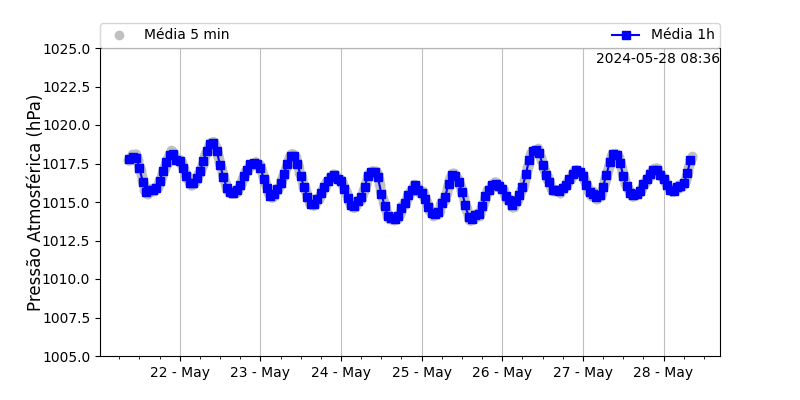 Média 5 min
Média 1h
2024-05-28 08:36
Pressão Atmosférica (hPa)
1025.0
1022.5
1020.0
1017.5
1015.0
1012.5
1010.0
1007.5
1005.0
22 - May
23 - May
24 - May
25 - May
26 - May
27 - May
28 - May